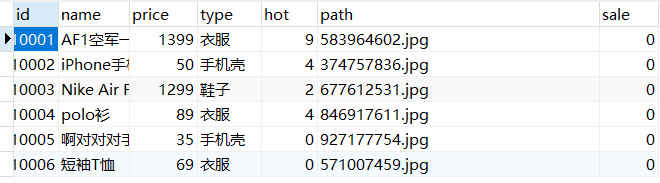 id name price type hot path sale
10001 AF1空军一 1399 衣服 9 583964602.jpg 0
10002 iPhone手机 50 手机壳 4 374757836.jpg 0
10003 Nike Air F 1299 鞋子 2 677612531.jpg 0
10004 polo衫 89 衣服 4 846917611.jpg 0
10005 啊对对对手 35 手机壳 0 927177754.jpg 0
10006 短袖T恤 69 衣服 0 571007459.jpg 0